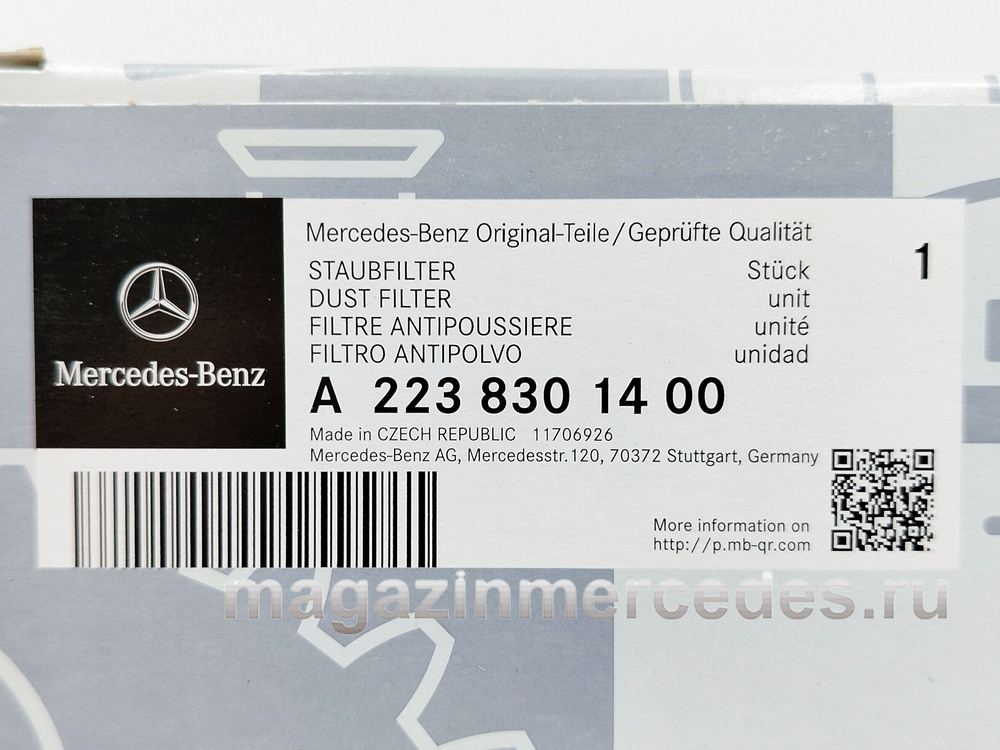 Mercedes-Benz
Mercedes-Benz Original-Teile/Geprüfte Qualität
STAUBFILTER Stück 1
DUST FILTER unit
FILTRE ANTIPOUSSIERE unité
FILTRO ANTIPOLVO unidad
A 223 830 14 00
Made in CZECH REPUBLIC 11706926
Mercedes-Benz AG, Mercedesstr.120, 70372 Stuttgart, Germany
More information on
http://p.mb-qr.com
magazinmercedes.ru